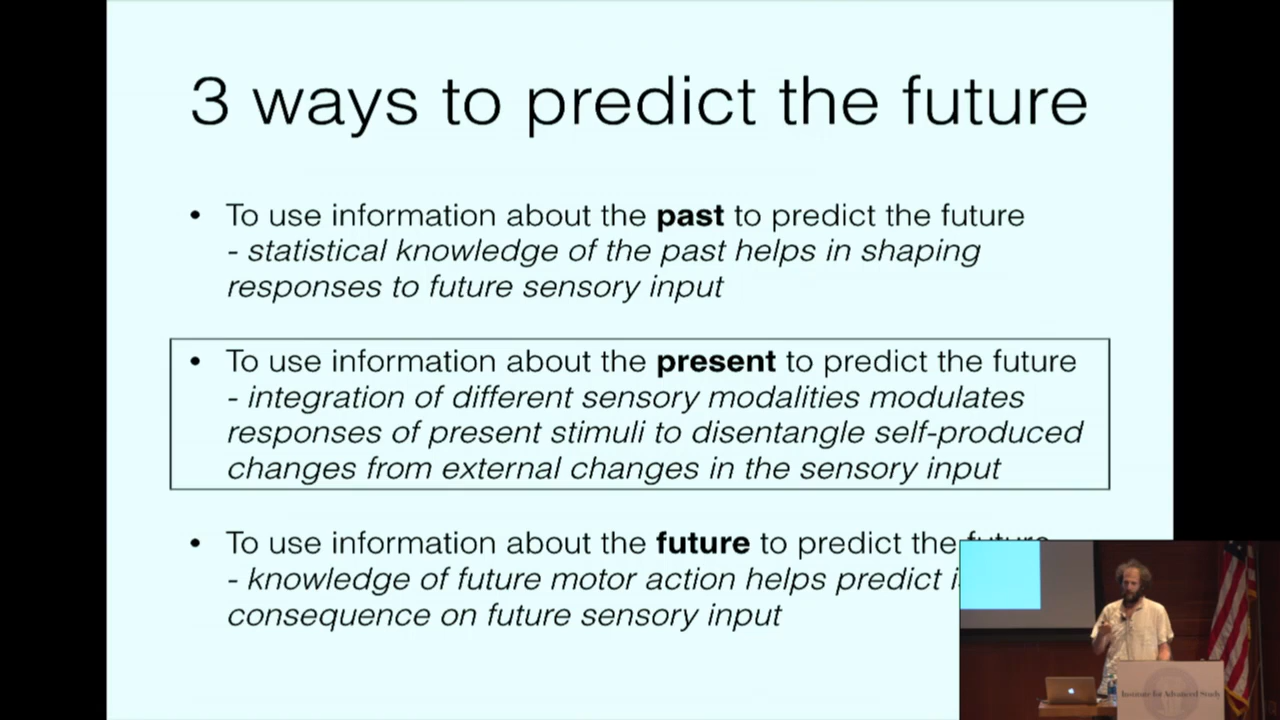 3 ways to predict the future
• To use information about the past to predict the future
- statistical knowledge of the past helps in shaping
responses to future sensory input
• To use information about the present to predict the future
- integration of different sensory modalities modulates
responses of present stimuli to disentangle self-produced
changes from external changes in the sensory input
• To use information about the future to predict the future
- knowledge of future motor action helps predict
consequence on future sensory input
Institute for Advanced Study